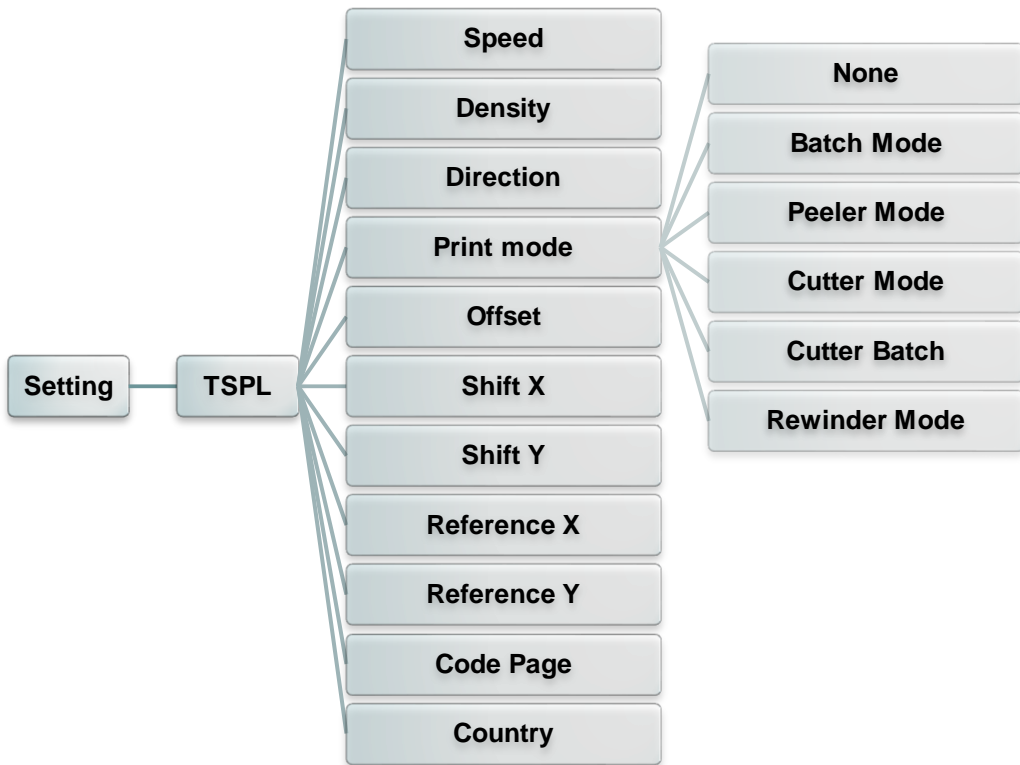 Setting
TSPL
Speed
Density
Direction
Print mode
Offset
Shift X
Shift Y
Reference X
Reference Y
Code Page
Country
None
Batch Mode
Peeler Mode
Cutter Mode
Cutter Batch
Rewinder Mode